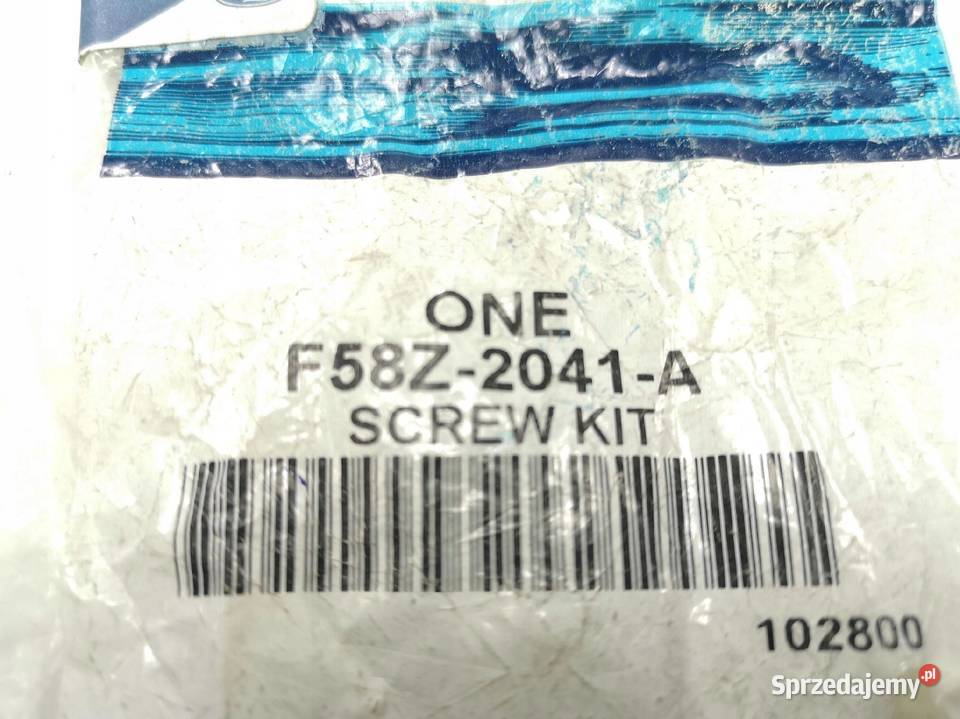 ONE
F58Z-2041-A
SCREW KIT
102800
Sprzedajemy.pl